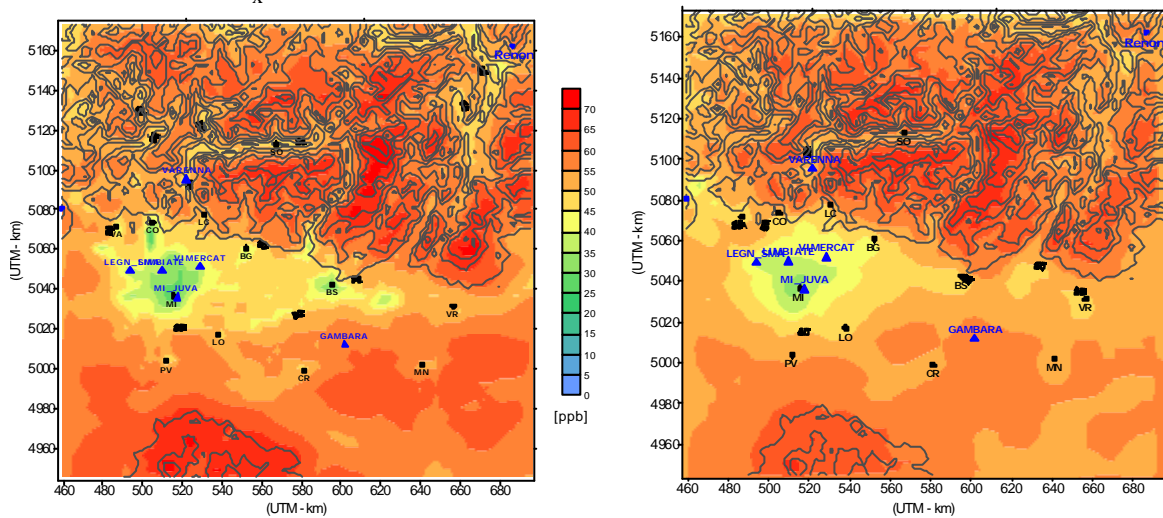 x
5160
5140
5120
5100
5080
5060
5040
5020
5000
4980
4960
(UTM - km)
Renon
SO
VARENNA
LC
CO
VA
BG
VIMERCAT
MI_JUVA
MI
BS
VR
LO
GAMBARA
PV
CR
MN
460 480 500 520 540 560 580 600 620 640 660 680
(UTM - km)
70
65
60
55
50
45
40
35
30
25
20
15
10
5
0
[ppb]
5160
5140
5120
5100
5080
5060
5040
5020
5000
4980
4960
(UTM - km)
Renon
SO
VARENNA
LC
CO
BG
VIMERCAT
MI_JUVA
MI
BS
VR
LO
GAMBARA
PV
CR
MN
460 480 505 520 540 560 580 600 620 640 660 680
(UTM - km)